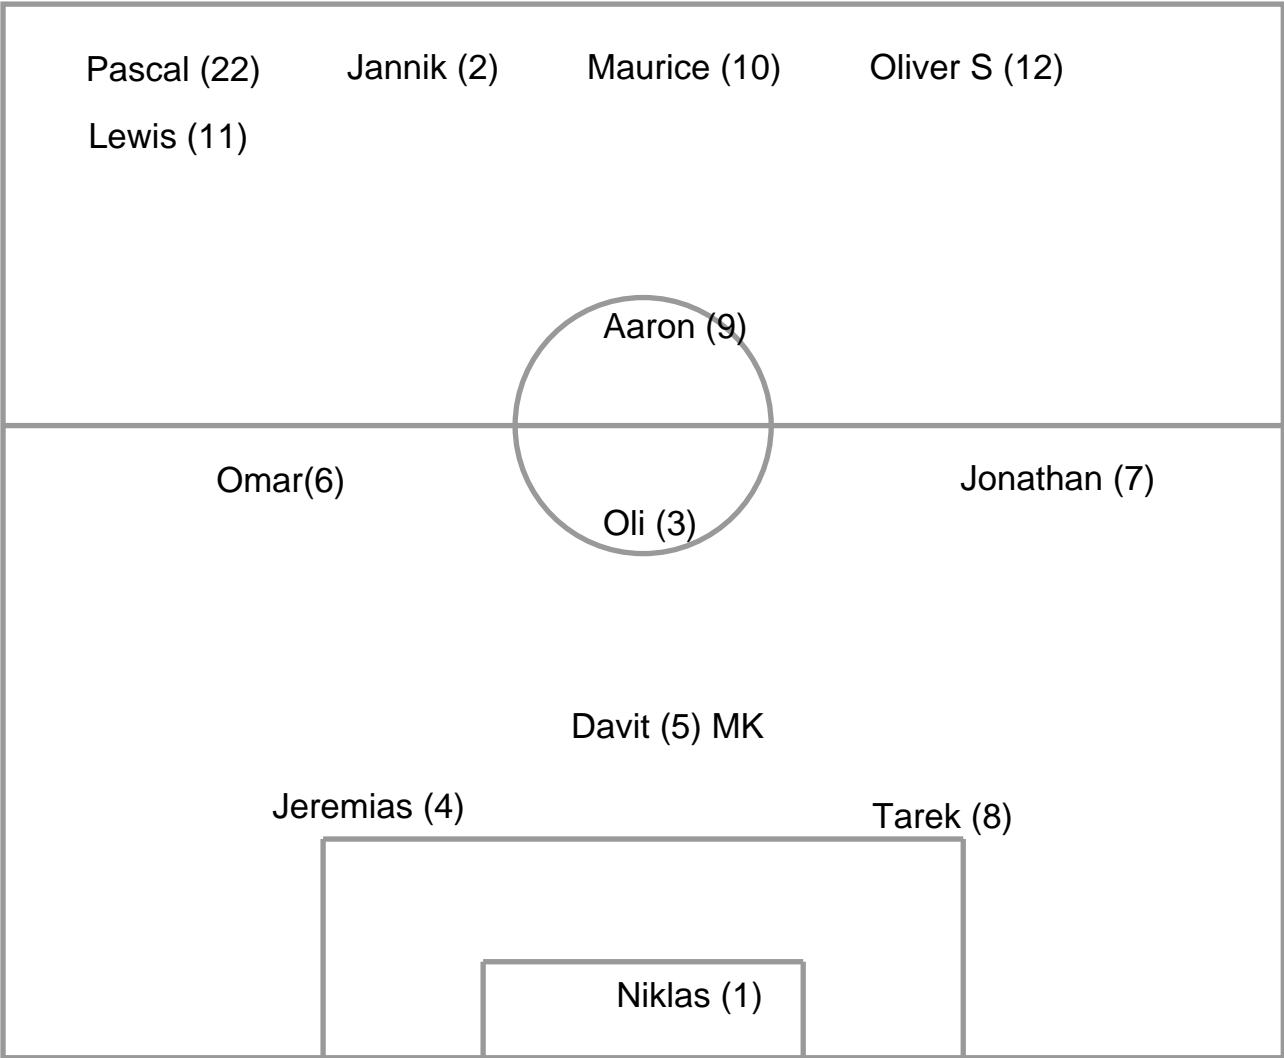 Pascal (22) Jannik (2) Maurice (10) Oliver S (12)
Lewis (11)
Aaron (9)
Omar(6) Jonathan (7)
Oli (3)
Davit (5) MK
Jeremias (4) Tarek (8)
Niklas (1)